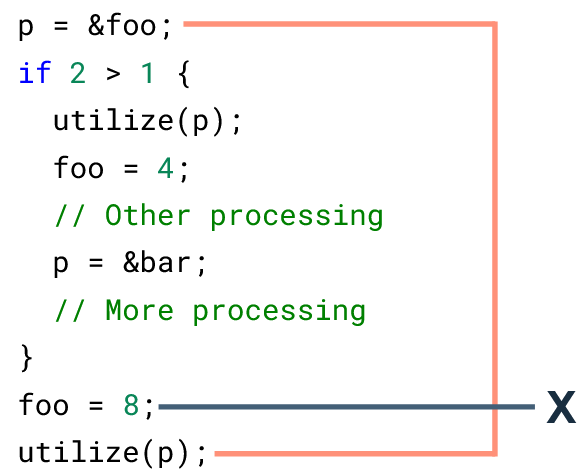 p = &foo;
if 2 > 1 {
  utilize(p);
  foo = 4;
  // Other processing
  p = &bar;
  // More processing
}
foo = 8; X
utilize(p);